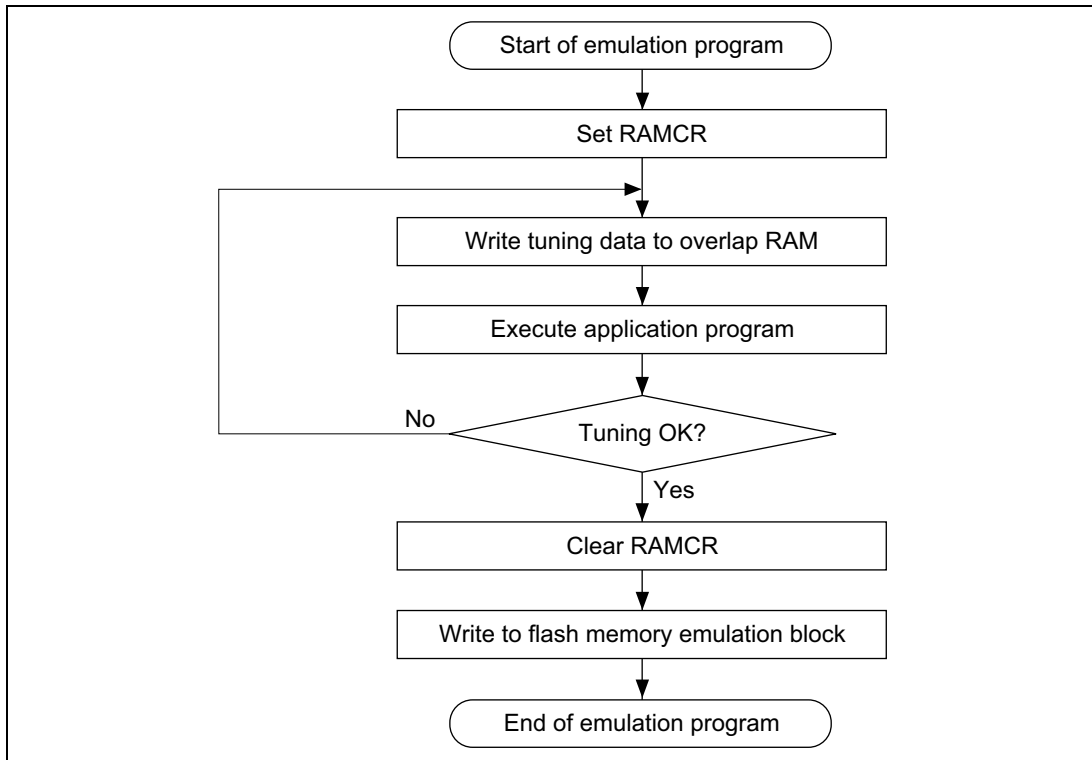 Start of emulation program
Set RAMCR
Write tuning data to overlap RAM
Execute application program
No
Tuning OK?
Yes
Clear RAMCR
Write to flash memory emulation block
End of emulation program